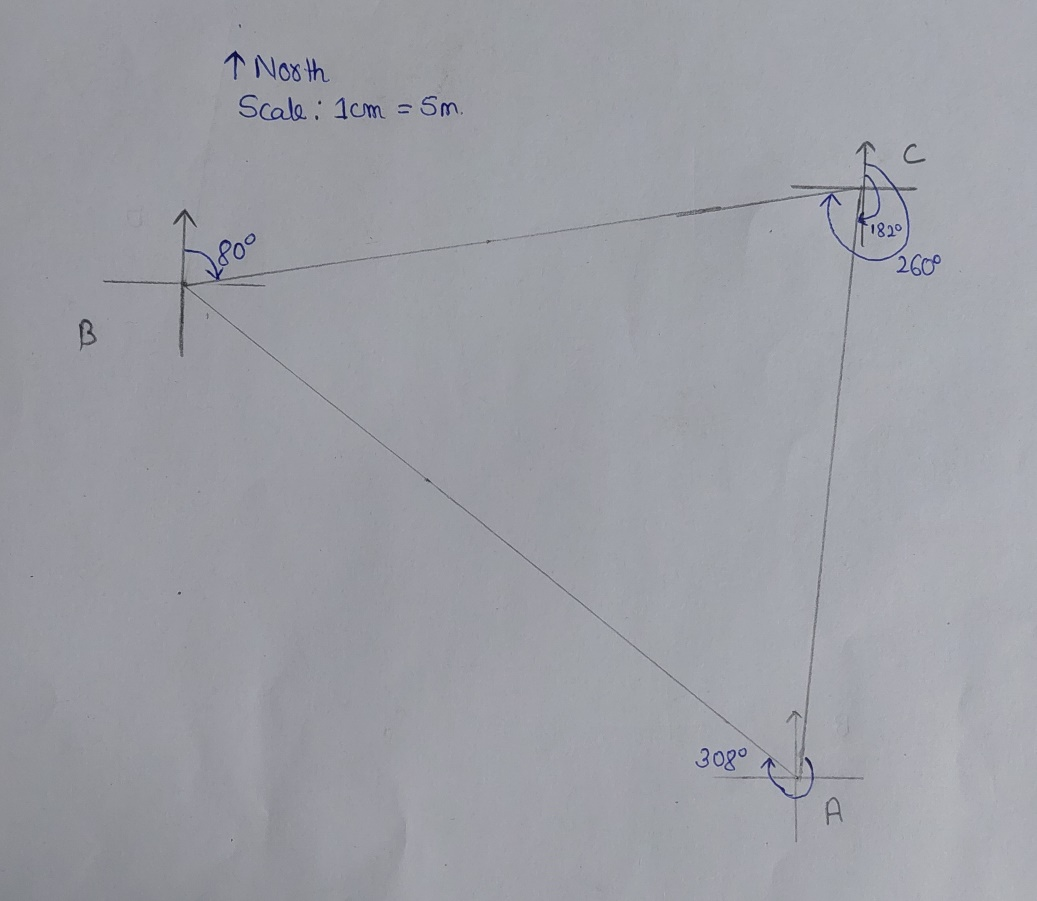 ↑ North
Scale: 1cm = 5m.
C
80°
182°
260°
B
308°
A